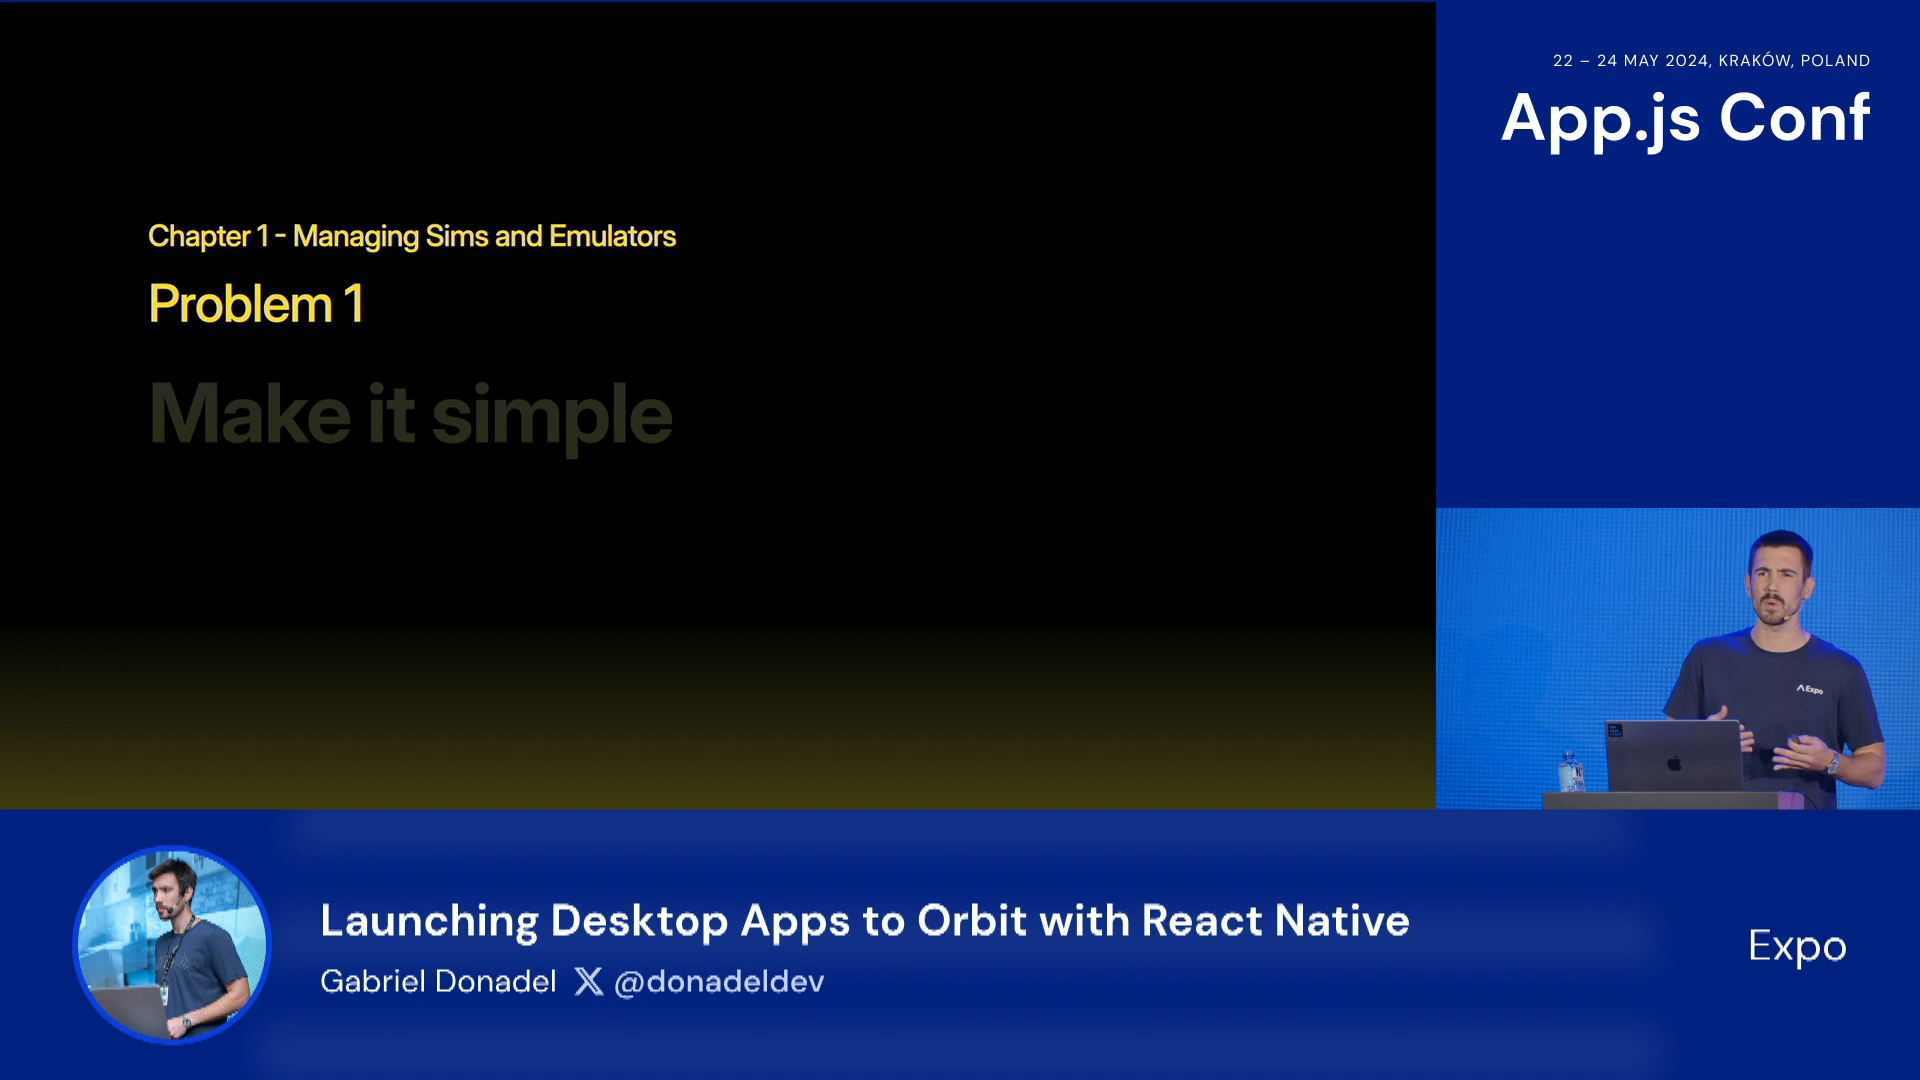 22 – 24 MAY 2024, KRAKÓW, POLAND
App.js Conf
Chapter 1 - Managing Sims and Emulators
Problem 1
Make it simple
Expo
Launching Desktop Apps to Orbit with React Native
Gabriel Donadel X @donadeldev
Expo